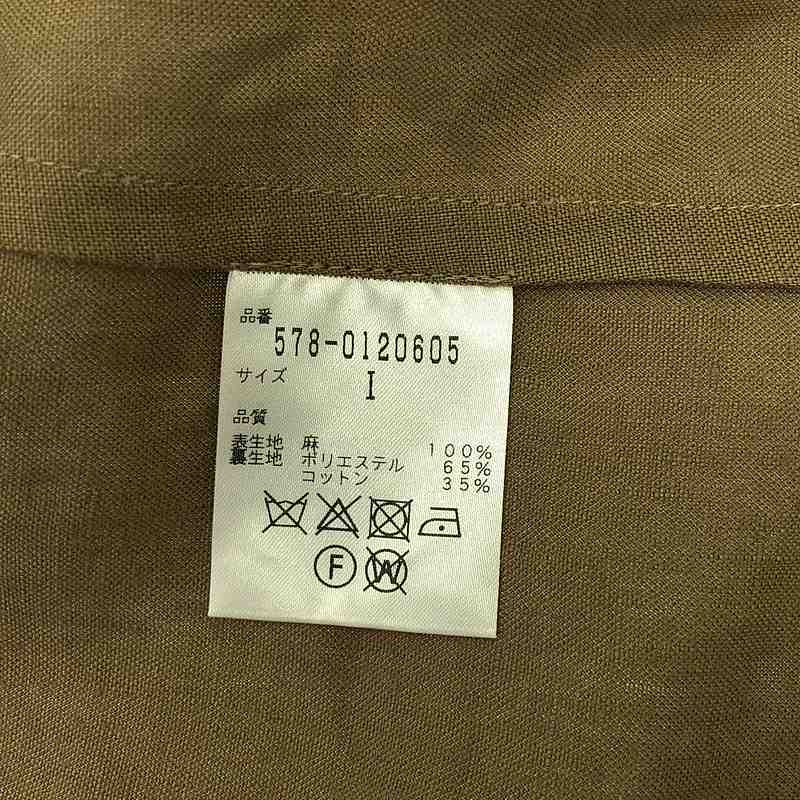 品番
578-0120605
サイズ I
品質
表生地 麻 100%
裏生地 ポリエステル 65%
コットン 35%
F W